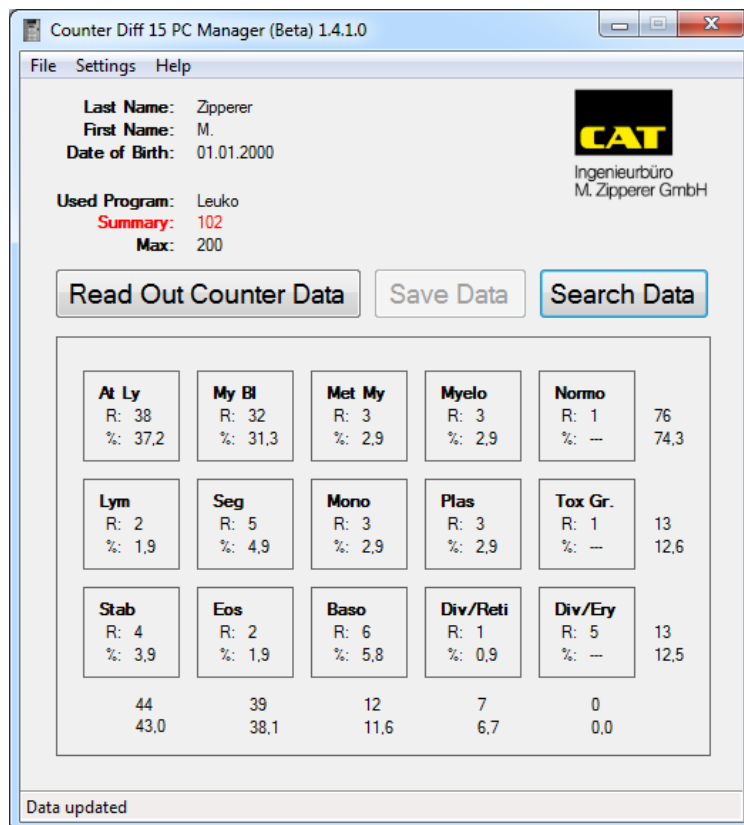 Counter Diff 15 PC Manager (Beta) 1.4.1.0
File Settings Help
Last Name: Zipperer
First Name: M.
Date of Birth: 01.01.2000
CAT
Ingenieurbüro
M. Zipperer GmbH
Used Program: Leuko
Summary: 102
Max: 200
Read Out Counter Data Save Data Search Data
At Ly My Bl Met My Myelo Normo
R: 38 R: 32 R: 3 R: 3 R: 1 76
%: 37,2 %: 31,3 %: 2,9 %: 2,9 %: --- 74,3
Lym Seg Mono Plas Tox Gr.
R: 2 R: 5 R: 3 R: 3 R: 1 13
%: 1,9 %: 4,9 %: 2,9 %: 2,9 %: --- 12,6
Stab Eos Baso Div/Reti Div/Ery
R: 4 R: 2 R: 6 R: 1 R: 5 13
%: 3,9 %: 1,9 %: 5,8 %: 0,9 %: --- 12,5
44 39 12 7 0
43,0 38,1 11,6 6,7 0,0
Data updated